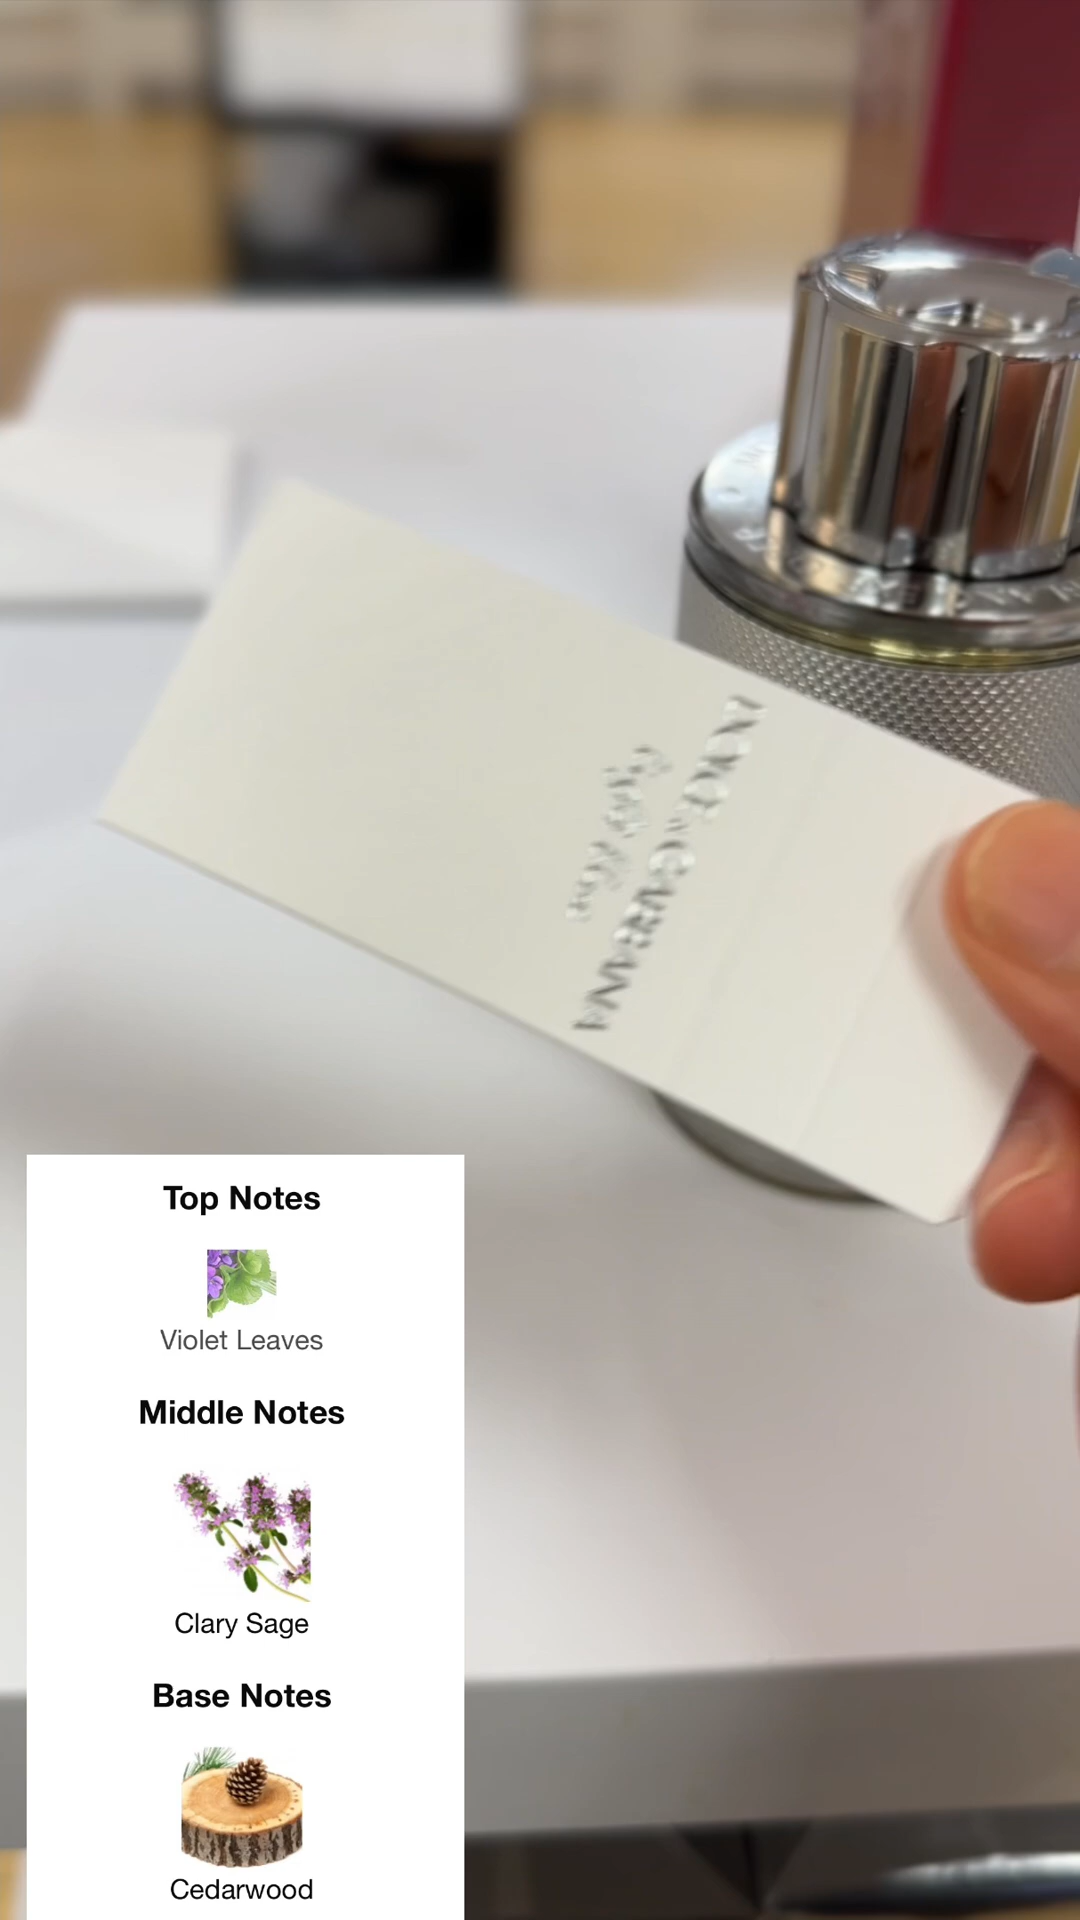 DOLCE & GABBANA
Top Notes
Violet Leaves
Middle Notes
Clary Sage
Base Notes
Cedarwood